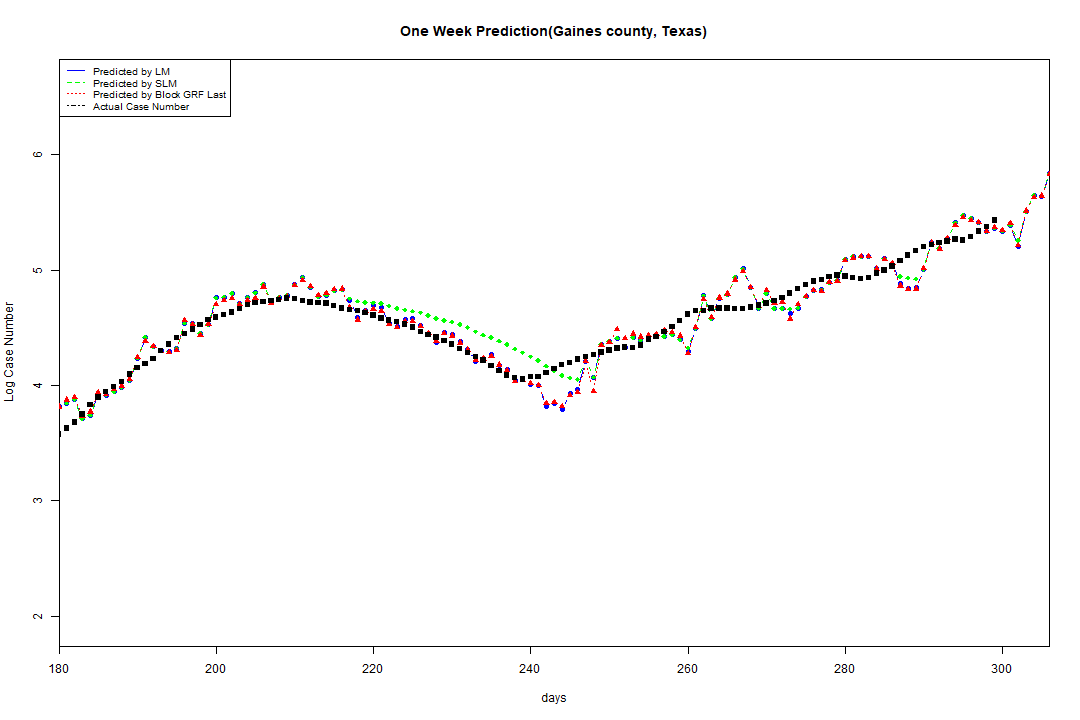 One Week Prediction(Gaines county, Texas)
Predicted by LM
Predicted by SLM
Predicted by Block GRF Last
Actual Case Number
6
5
4
3
2
Log Case Number
180 200 220 240 260 280 300
days